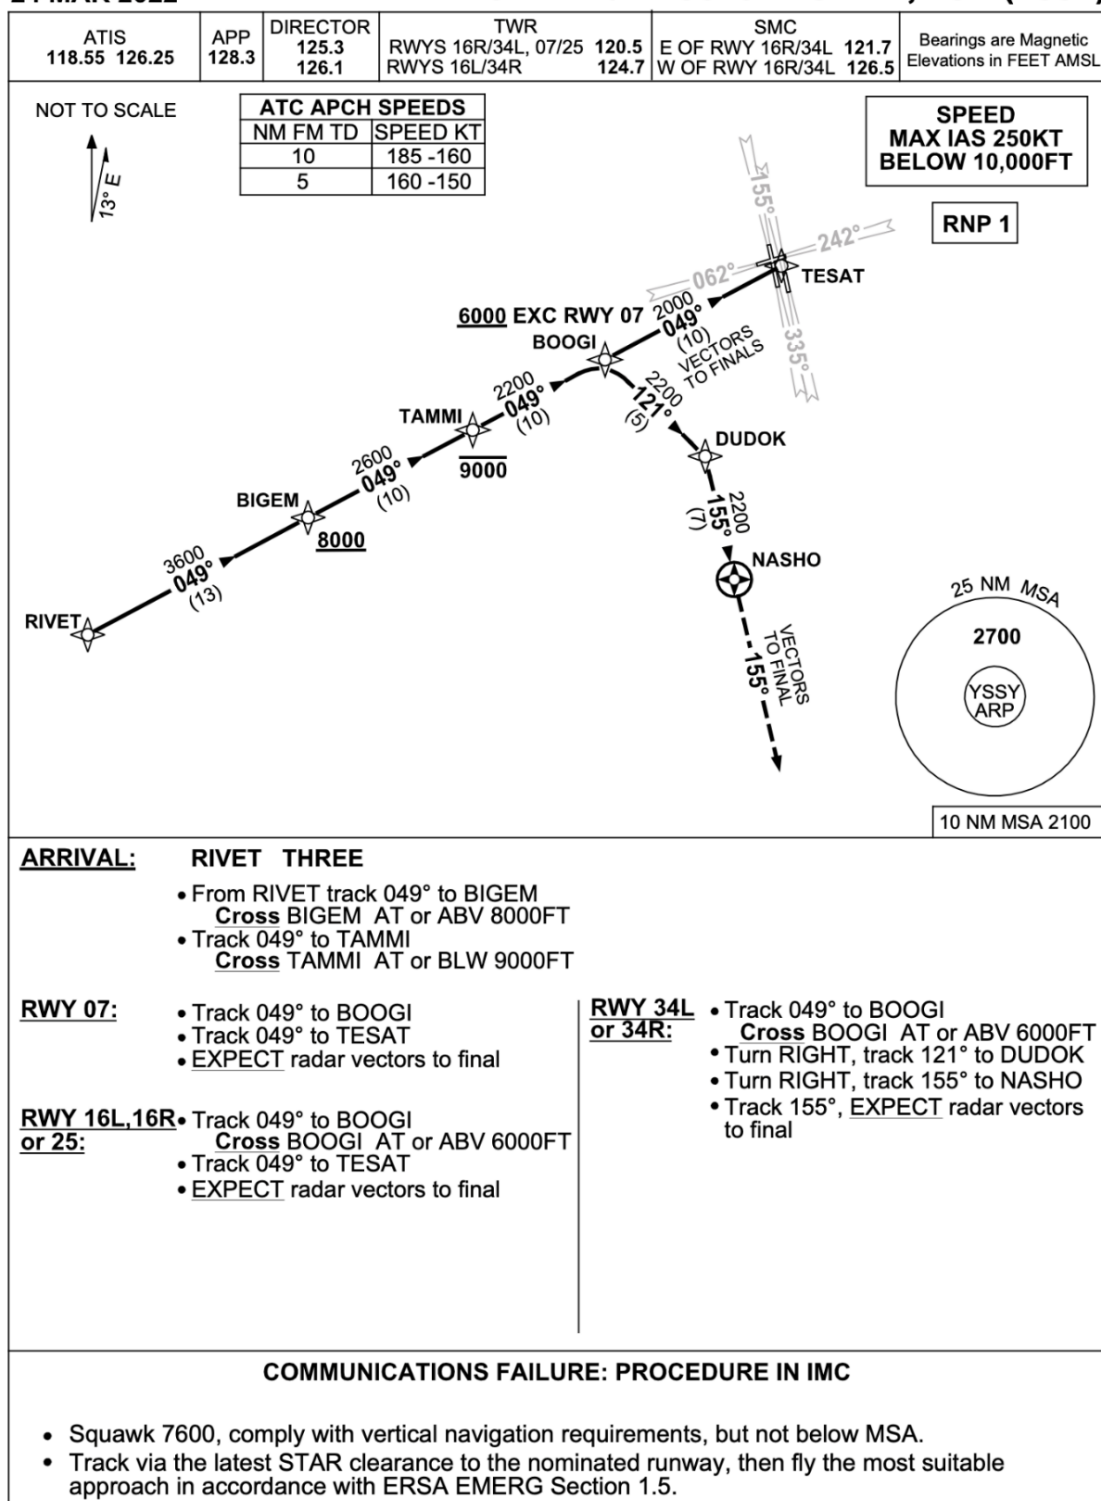 ATIS
118.55 126.25
APP
128.3
DIRECTOR
125.3
126.1
TWR
RWYS 16R/34L, 07/25 120.5
RWYS 16L/34R 124.7
SMC
E OF RWY 16R/34L 121.7
W OF RWY 16R/34L 126.5
Bearings are Magnetic
Elevations in FEET AMSL
NOT TO SCALE
13° E
ATC APCH SPEEDS
NM FM TD SPEED KT
10 185 -160
5 160 -150
SPEED
MAX IAS 250KT
BELOW 10,000FT
RNP 1
155°
242°
062°
335°
TESAT
6000 EXC RWY 07
BOOGI
2000
049°
(10)
VECTORS
TO FINALS
2200
049°
(10)
2200
121°
(5)
TAMMI
9000
DUDOK
2600
049°
(10)
BIGEM
8000
2200
155°
(7)
NASHO
3600
049°
(13)
RIVET
VECTORS
TO FINAL
155°
25 NM MSA
2700
YSSY
ARP
10 NM MSA 2100
ARRIVAL: RIVET THREE
• From RIVET track 049° to BIGEM
Cross BIGEM AT or ABV 8000FT
• Track 049° to TAMMI
Cross TAMMI AT or BLW 9000FT
RWY 07:
• Track 049° to BOOGI
• Track 049° to TESAT
• EXPECT radar vectors to final
RWY 16L,16R
or 25:
• Track 049° to BOOGI
Cross BOOGI AT or ABV 6000FT
• Track 049° to TESAT
• EXPECT radar vectors to final
RWY 34L
or 34R:
• Track 049° to BOOGI
Cross BOOGI AT or ABV 6000FT
• Turn RIGHT, track 121° to DUDOK
• Turn RIGHT, track 155° to NASHO
• Track 155°, EXPECT radar vectors
to final
COMMUNICATIONS FAILURE: PROCEDURE IN IMC
• Squawk 7600, comply with vertical navigation requirements, but not below MSA.
• Track via the latest STAR clearance to the nominated runway, then fly the most suitable
approach in accordance with ERSA EMERG Section 1.5.